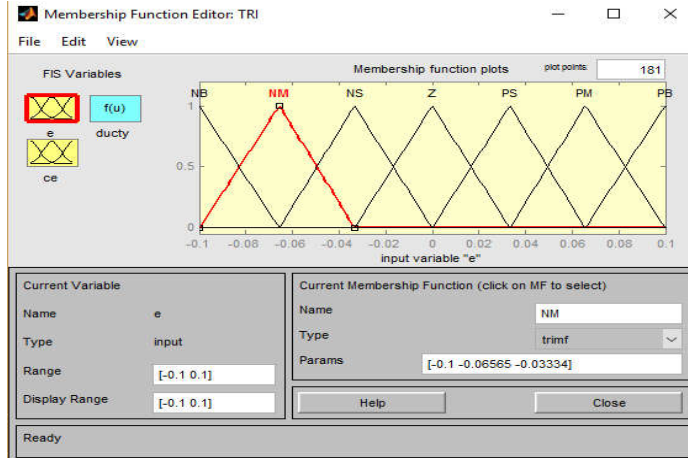 Membership Function Editor: TRI
File Edit View
FIS Variables
Membership function plots
plot points:
181
f(u)
e
ducty
ce
NB NM NS Z PS PM PB
1
0.5
0
-0.1 -0.08 -0.06 -0.04 -0.02 0 0.02 0.04 0.06 0.08 0.1
input variable "e"
Current Variable
Name e
Type input
Range [-0.1 0.1]
Display Range [-0.1 0.1]
Current Membership Function (click on MF to select)
Name NM
Type trimf
Params [-0.1 -0.06565 -0.03334]
Help Close
Ready